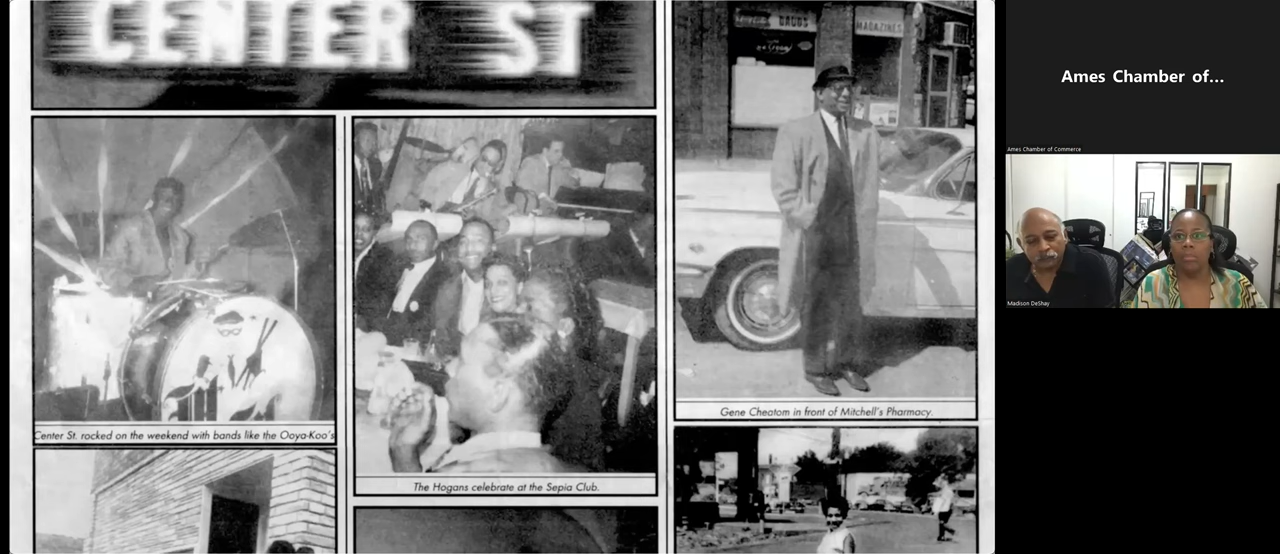 CENTER ST
DRUGS
MAGAZINES
Center St. rocked on the weekend with bands like the Ooya-Koo's
The Hogans celebrate at the Sepia Club.
Gene Cheatom in front of Mitchell's Pharmacy.
Ames Chamber of...
Ames Chamber of Commerce
Madison DeShay